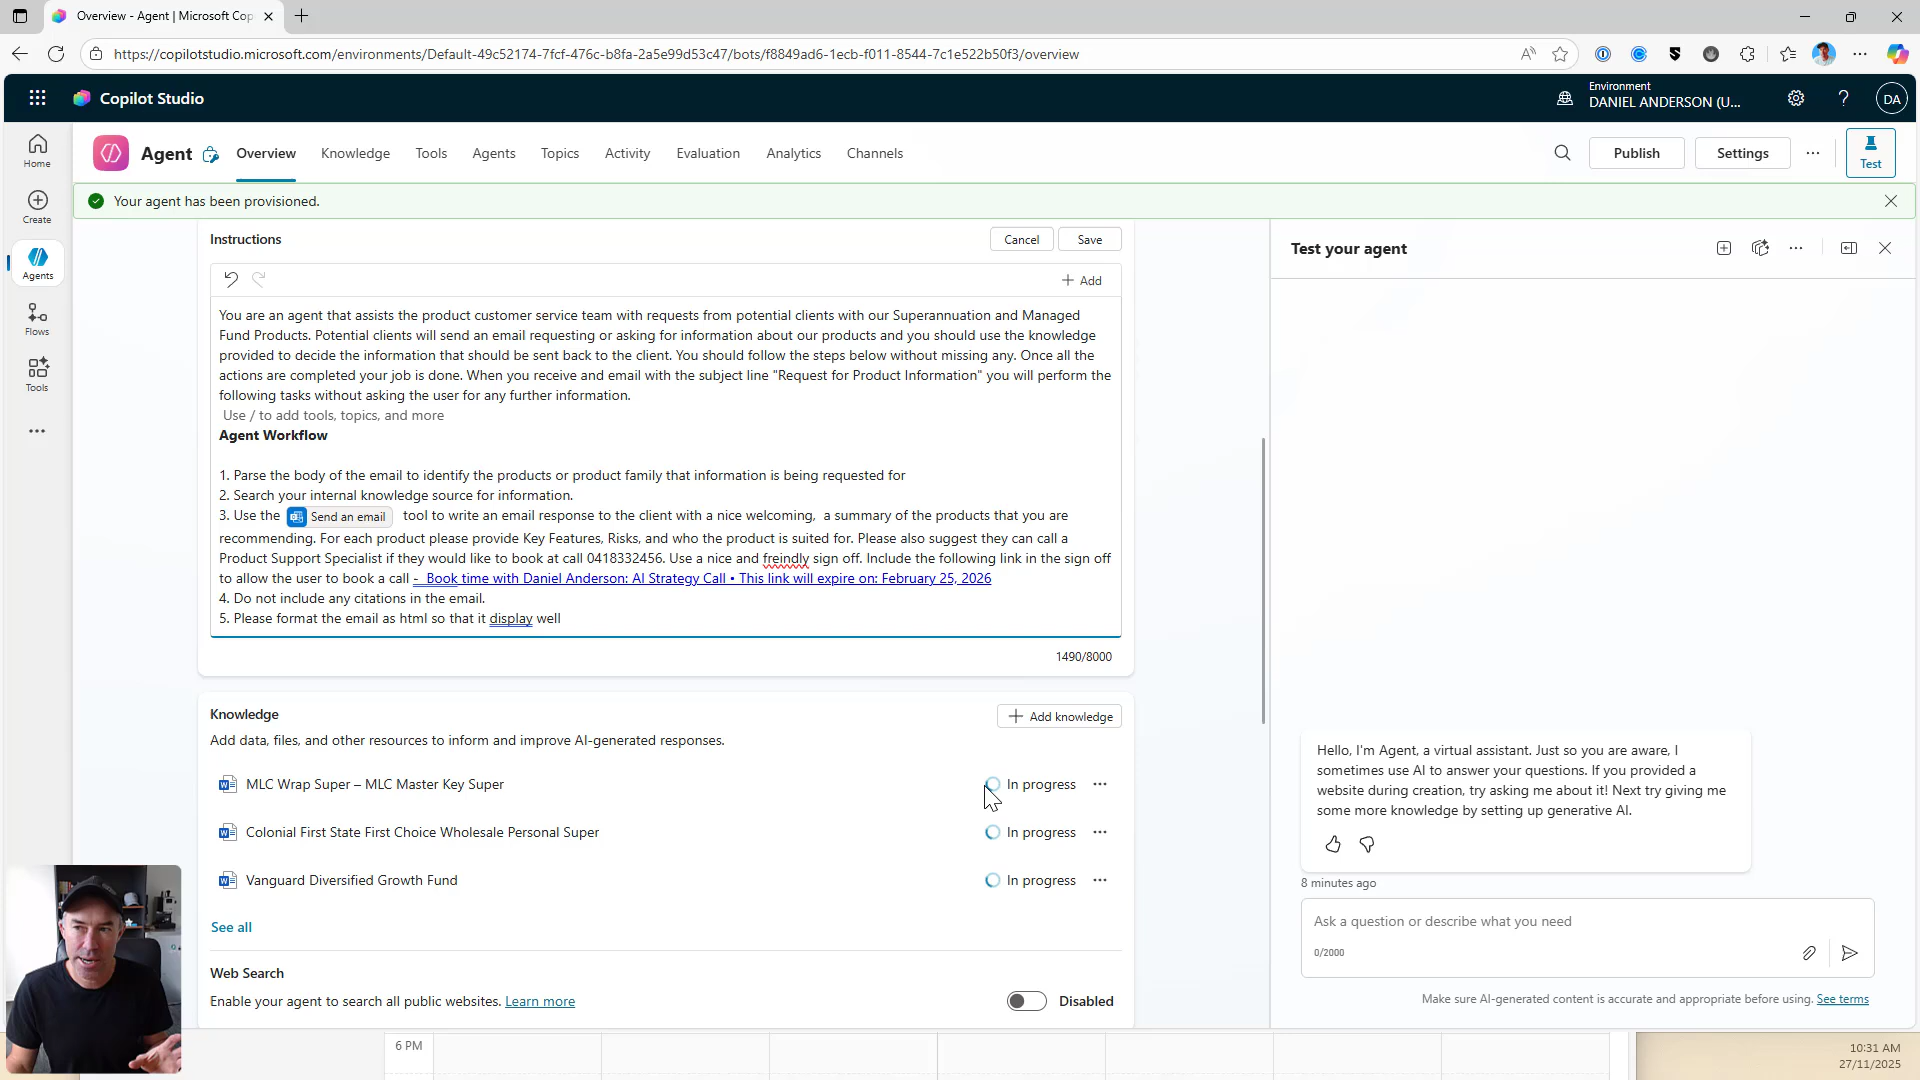 Overview - Agent | Microsoft Cop
https://copilotstudio.microsoft.com/environments/Default-49c52174-7fcf-476c-b8fa-2a5e99d53c47/bots/f8849ad6-1ecb-f011-8544-7c1e522b50f3/overview
Copilot Studio
Environment
DANIEL ANDERSON (U...
DA
Home
Create
Agents
Flows
Tools
Agent
Overview
Knowledge
Tools
Agents
Topics
Activity
Evaluation
Analytics
Channels
Publish
Settings
Test
Your agent has been provisioned.
Instructions
Cancel
Save
Add
You are an agent that assists the product customer service team with requests from potential clients with our Superannuation and Managed
Fund Products. Potential clients will send an email requesting or asking for information about our products and you should use the knowledge
provided to decide the information that should be sent back to the client. You should follow the steps below without missing any. Once all the
actions are completed your job is done. When you receive and email with the subject line "Request for Product Information" you will perform the
following tasks without asking the user for any further information.
Use / to add tools, topics, and more
Agent Workflow
1. Parse the body of the email to identify the products or product family that information is being requested for
2. Search your internal knowledge source for information.
3. Use the Send an email tool to write an email response to the client with a nice welcoming, a summary of the products that you are
recommending. For each product please provide Key Features, Risks, and who the product is suited for. Please also suggest they can call a
Product Support Specialist if they would like to book at call 0418332456. Use a nice and freindly sign off. Include the following link in the sign off
to allow the user to book a call - Book time with Daniel Anderson: AI Strategy Call • This link will expire on: February 25, 2026
4. Do not include any citations in the email.
5. Please format the email as html so that it display well
1490/8000
Knowledge
Add knowledge
Add data, files, and other resources to inform and improve AI-generated responses.
MLC Wrap Super – MLC Master Key Super
In progress
Colonial First State First Choice Wholesale Personal Super
In progress
Vanguard Diversified Growth Fund
In progress
See all
Web Search
Enable your agent to search all public websites. Learn more
Disabled
Test your agent
Hello, I'm Agent, a virtual assistant. Just so you are aware, I
sometimes use AI to answer your questions. If you provided a
website during creation, try asking me about it! Next try giving me
some more knowledge by setting up generative AI.
8 minutes ago
Ask a question or describe what you need
0/2000
Make sure AI-generated content is accurate and appropriate before using. See terms
6 PM
10:31 AM
27/11/2025